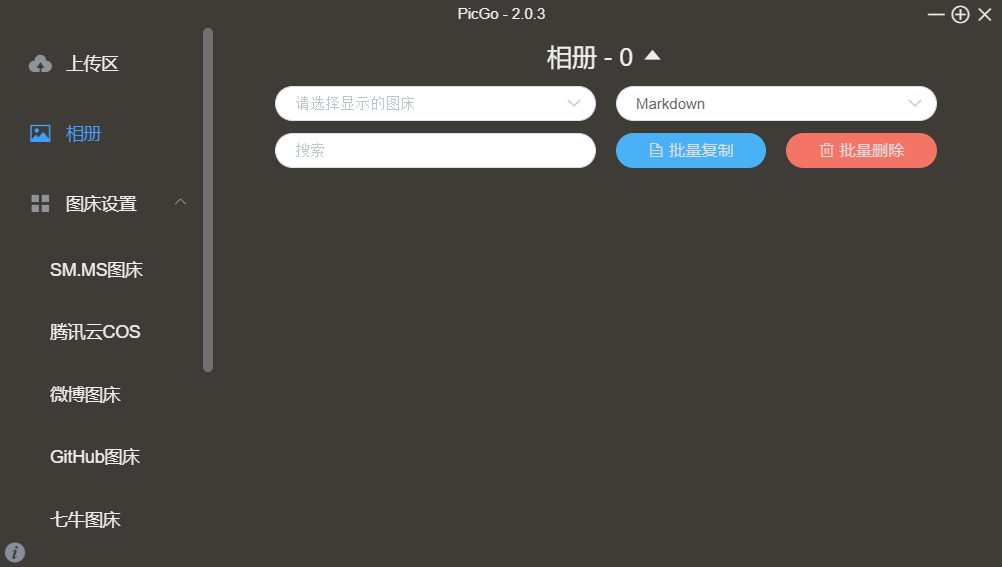 PicGo - 2.0.3
上传区
相册
图床设置
SM.MS图床
腾讯云COS
微博图床
GitHub图床
七牛图床
相册 - 0
请选择显示的图床
Markdown
搜索
批量复制
批量删除